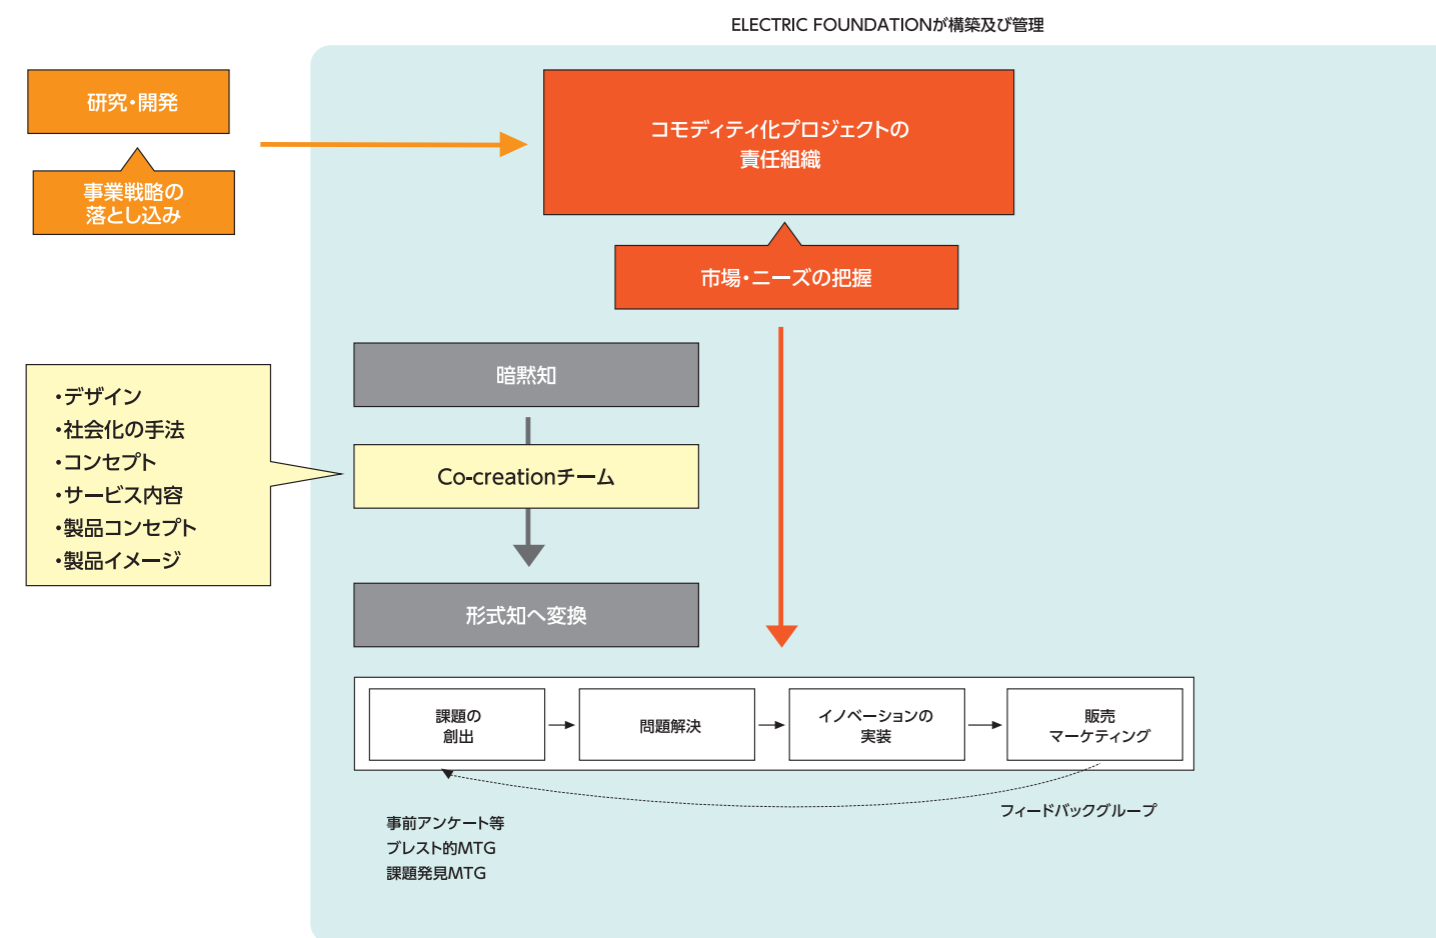 ELECTRIC FOUNDATIONが構築及び管理
研究・開発
事業戦略の
落とし込み
コモディティ化プロジェクトの
責任組織
市場・ニーズの把握
・デザイン
・社会化の手法
・コンセプト
・サービス内容
・製品コンセプト
・製品イメージ
暗黙知
Co-creationチーム
形式知へ変換
課題の
創出
問題解決
イノベーションの
実装
販売
マーケティング
フィードバックグループ
事前アンケート等
ブレスト的MTG
課題発見MTG